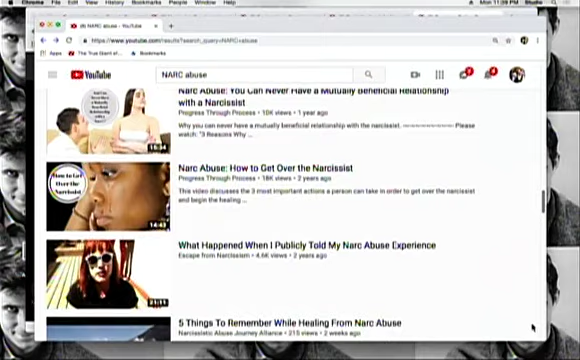 Chrome File Edit View History Bookmarks People Window Help
Mon 11:39 PM Studio
NARC abuse - YouTube
https://www.youtube.com/results?search_query=NARC+abuse
Apps The True Giant of... Bookmarks
YouTube
NARC abuse
Narc Abuse: You Can Never Have a Mutually Beneficial Relationship
with a Narcissist
Progress Through Process • 10K views • 1 year ago
Why you can never have a mutually beneficial relationship with the narcissist. Please
watch: "3 Reasons Why ...
15:34
How to Get
Over the
Narcissist
14:43
Narc Abuse: How to Get Over the Narcissist
Progress Through Process • 18K views • 2 years ago
This video discusses the 3 most important actions a person can take in order to get over the narcissist
and begin the healing ...
21:11
What Happened When I Publicly Told My Narc Abuse Experience
Escape from Narcissism • 4.6K views • 2 years ago
5 Things To Remember While Healing From Narc Abuse
Narcissistic Abuse Journey Alliance • 215 views • 2 weeks ago